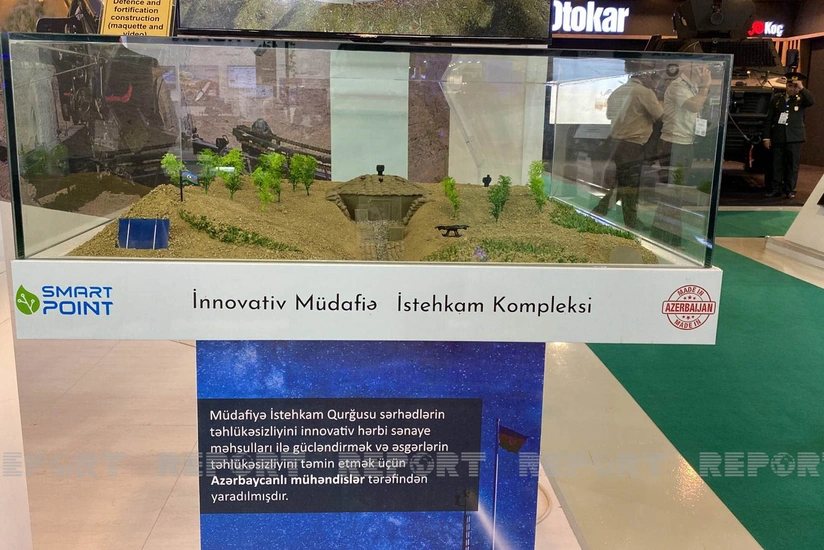 Defence and
fortification
construction
(maquette and
video)
Otokar
Koç
SMART
POINT
İnnovativ Müdafiə İstehkam Kompleksi
MADE IN
AZERBAIJAN
MADE IN
Müdafiyə İstehkam Qurğusu sərhədlərin
təhlükəsizliyini innovativ hərbi sənaye
məhsulları ilə gücləndirmək və əsgərlərin
təhlükəsizliyini təmin etmək üçün
Azərbaycanlı mühəndislər tərəfindən
yaradılmışdır.
REPORT REPORT REPORT REPORT REPORT